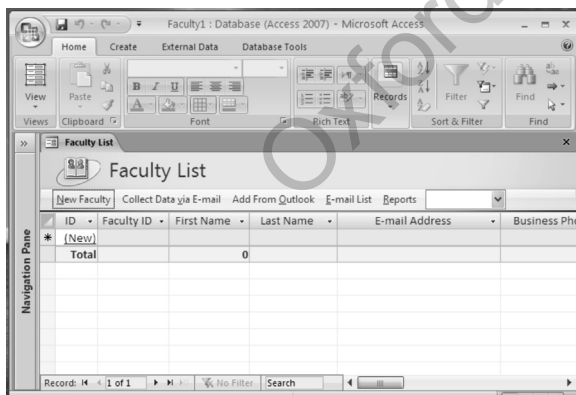 Faculty1 : Database (Access 2007) - Microsoft Access
Home Create External Data Database Tools
View Paste B I U Records Filter Find
Views Clipboard Font Rich Text Sort & Filter Find
Faculty List
Faculty List
New Faculty Collect Data via E-mail Add From Outlook E-mail List Reports
ID Faculty ID First Name Last Name E-mail Address Business Ph
(New)
Total 0
Navigation Pane
Record: 1 of 1 No Filter Search
Oxford